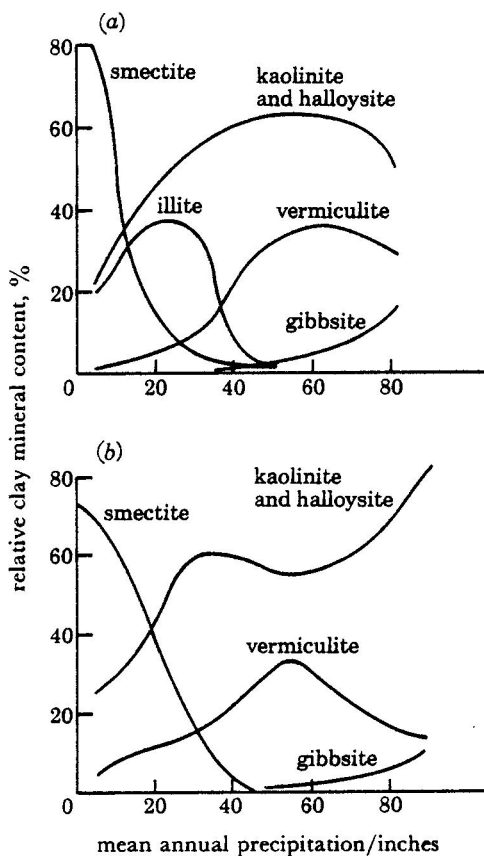 (a)
80
smectite
kaolinite
and halloysite
60
illite
vermiculite
40
20
gibbsite
0 20 40 60 80
(b)
80
kaolinite
and halloysite
smectite
60
40
vermiculite
20
gibbsite
0 20 40 60 80
relative clay mineral content, %
mean annual precipitation/inches